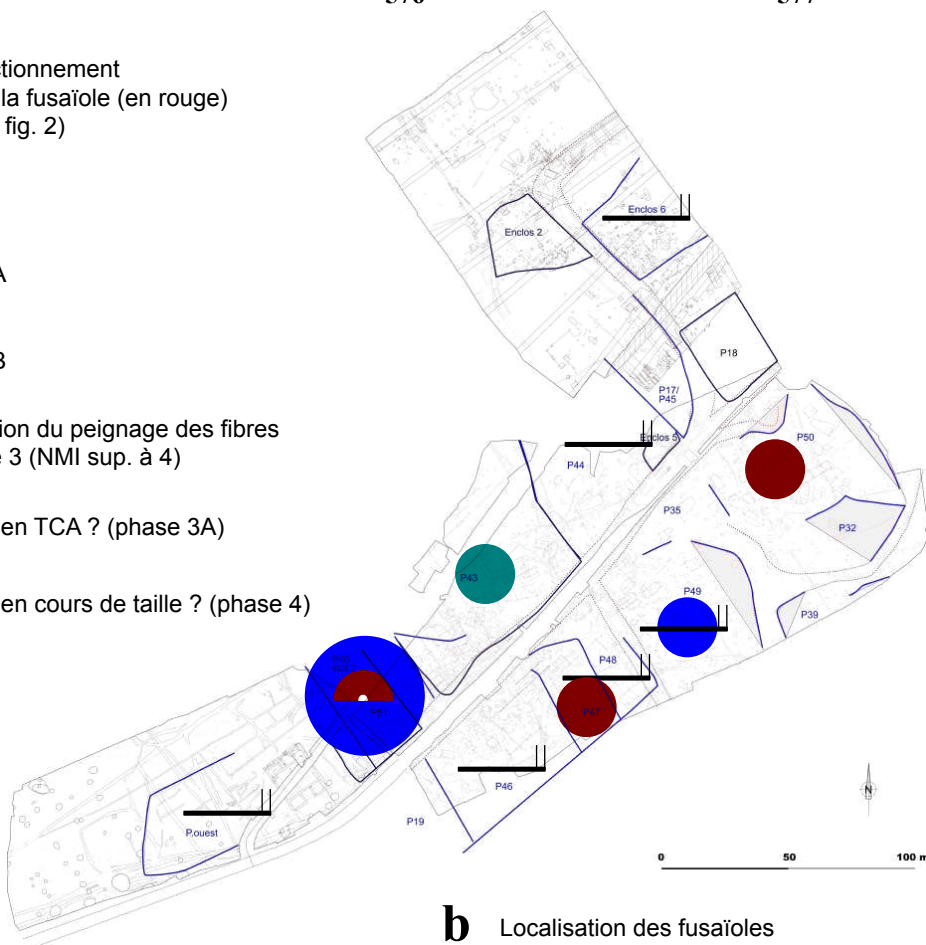 ctionnement
la fusaïole (en rouge)
fig. 2)
A
3
ion du peignage des fibres
e 3 (NMI sup. à 4)
en TCA ? (phase 3A)
en cours de taille ? (phase 4)
Enclos 6
Enclos 2
P18
P17/
P45
Enclos 5
P44
P50
P35
P32
P43
P49
P39
P48
P51
P47
P46
P19
P.ouest
N
0 50 100 m
b Localisation des fusaïoles